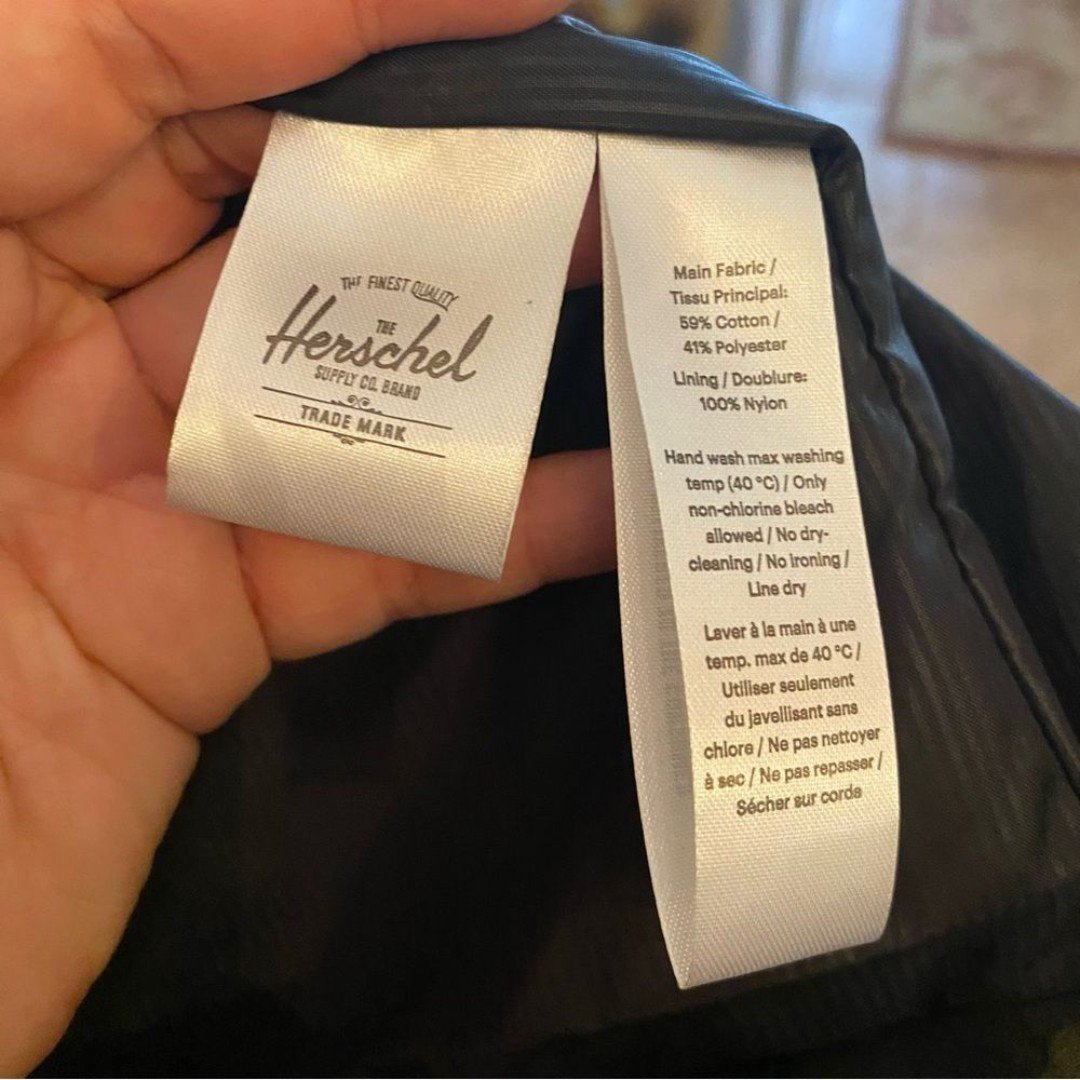 THE FINEST QUALITY
THE
Herschel
SUPPLY CO. BRAND
TRADE MARK
Main Fabric /
Tissu Principal:
59% Cotton /
41% Polyester
Lining / Doublure:
100% Nylon
Hand wash max washing
temp (40 °C) / Only
non-chlorine bleach
allowed / No dry-
cleaning / No ironing /
Line dry
Laver à la main à une
temp. max de 40 °C /
Utiliser seulement
du javellisant sans
chlore / Ne pas nettoyer
à sec / Ne pas repasser /
Sécher sur corde